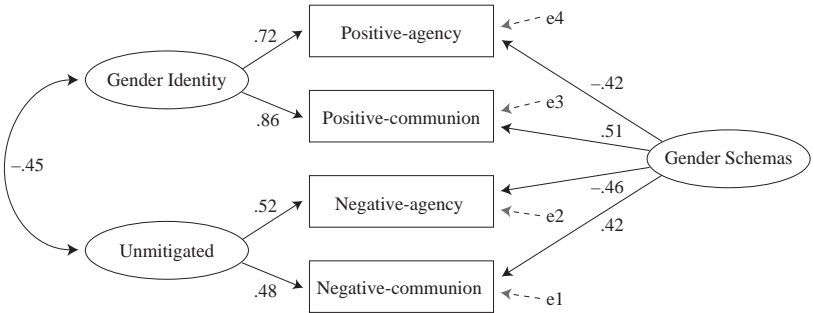 .72
Positive-agency
e4
Gender Identity
–.42
.86
Positive-communion
e3
.51
–.45
Gender Schemas
.52
Negative-agency
–.46
e2
.42
Unmitigated
.48
Negative-communion
e1